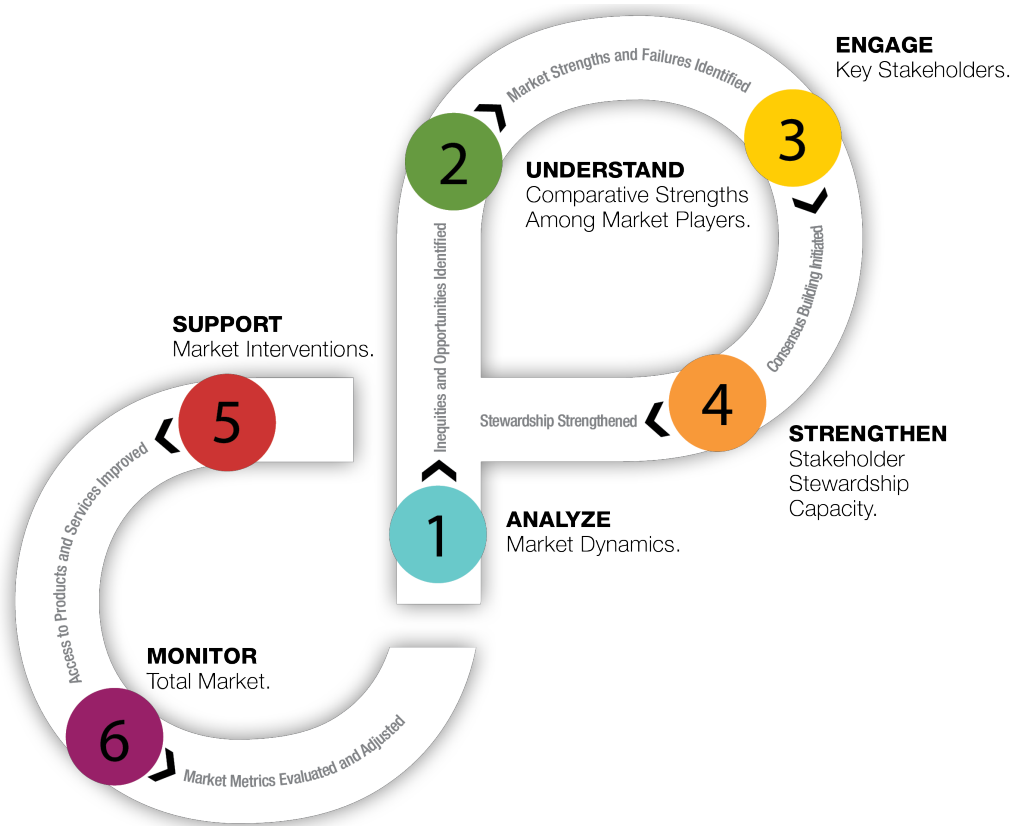 1
ANALYZE
Market Dynamics.
Inequities and Opportunities Identified
2
UNDERSTAND
Comparative Strengths
Among Market Players.
Market Strengths and Failures Identified
3
ENGAGE
Key Stakeholders.
Consensus Building Initiated
4
STRENGTHEN
Stakeholder
Stewardship
Capacity.
Stewardship Strengthened
5
SUPPORT
Market Interventions.
Access to Products and Services Improved
6
MONITOR
Total Market.
Market Metrics Evaluated and Adjusted